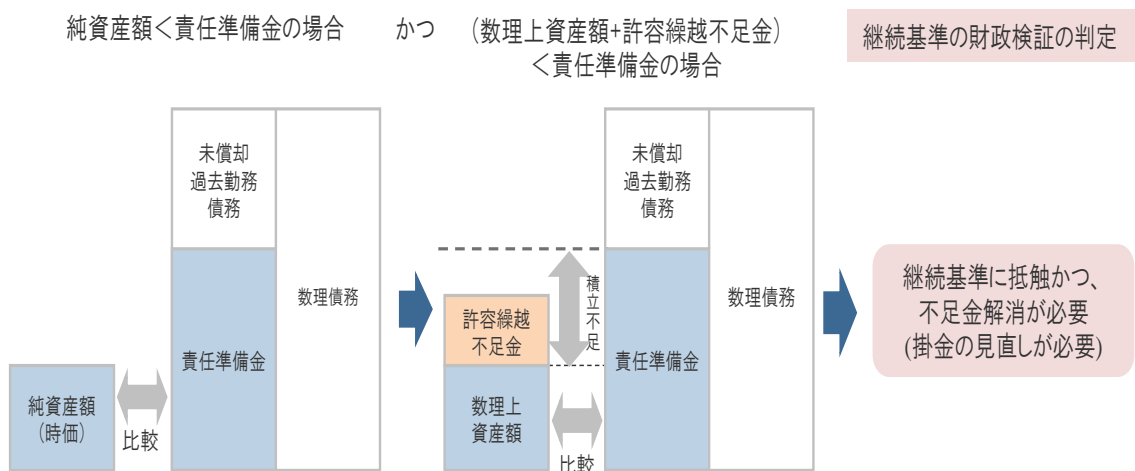 純資産額＜責任準備金の場合　かつ　(数理上資産額+許容繰越不足金)
＜責任準備金の場合
継続基準の財政検証の判定
未償却
過去勤務
債務
数理債務
責任準備金
純資産額
(時価)
比較
許容繰越
不足金
数理上
資産額
積立不足
比較
未償却
過去勤務
債務
数理債務
責任準備金
継続基準に抵触かつ、
不足金解消が必要
(掛金の見直しが必要)